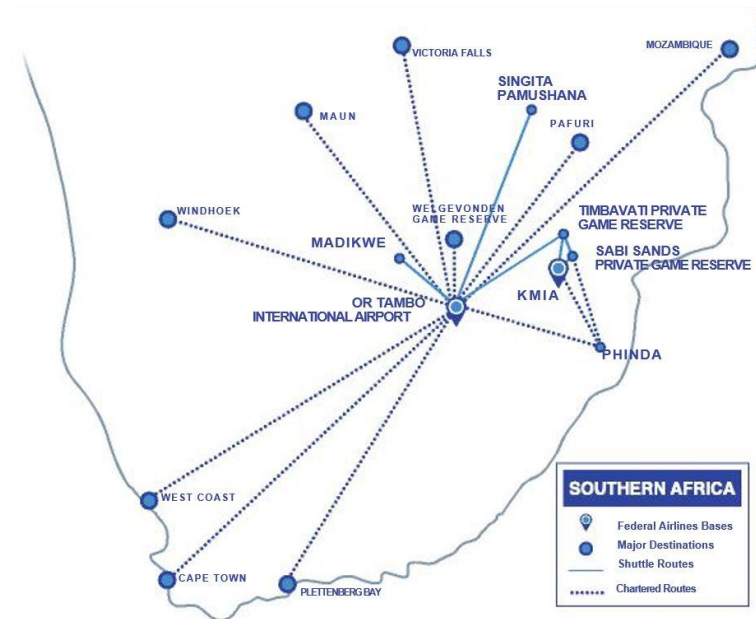 MOZAMBIQUE
VICTORIA FALLS
SINGITA
PAMUSHANA
MAUN
PAFURI
WINDHOEK
WELGEVONDEN
GAME RESERVE
TIMBAVATI PRIVATE
GAME RESERVE
MADIKWE
SABI SANDS
PRIVATE GAME RESERVE
KMIA
OR TAMBO
INTERNATIONAL AIRPORT
PHINDA
WEST COAST
CAPE TOWN
PLETTENBERG BAY
SOUTHERN AFRICA
Federal Airlines Bases
Major Destinations
Shuttle Routes
Chartered Routes